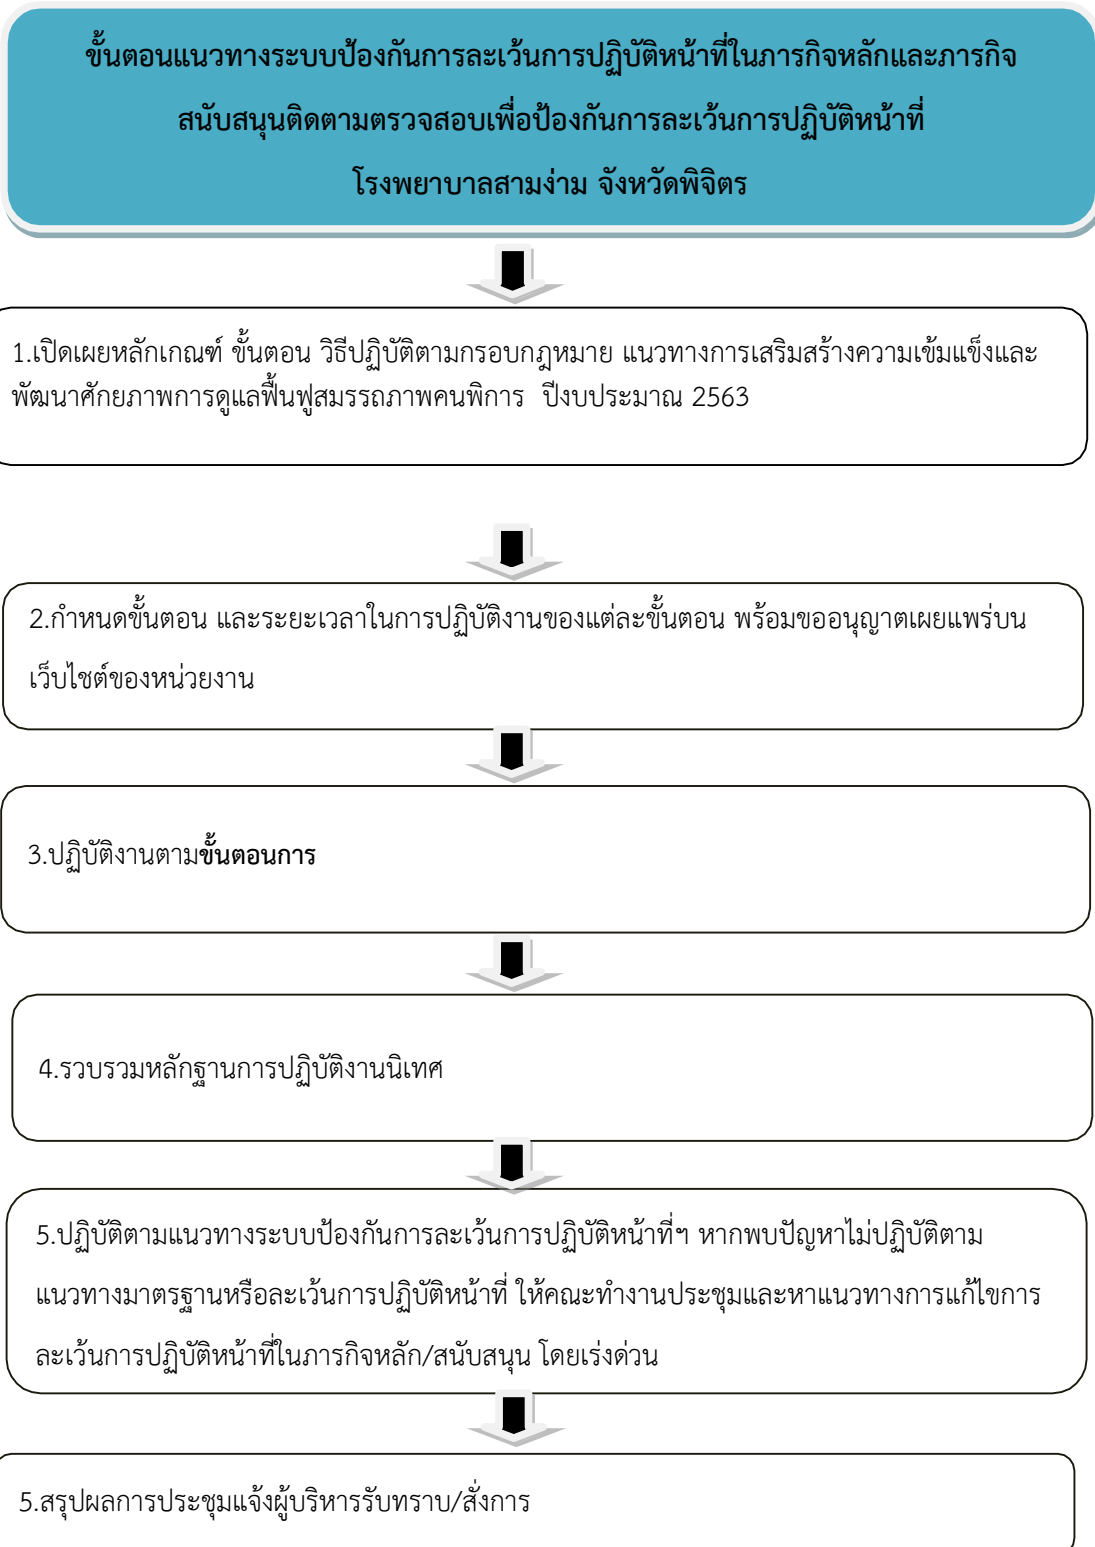 ขั้นตอนแนวทางระบบป้องกันการละเว้นการปฏิบัติหน้าที่ในภารกิจหลักและภารกิจ
สนับสนุนติดตามตรวจสอบเพื่อป้องกันการละเว้นการปฏิบัติหน้าที่
โรงพยาบาลสามง่าม จังหวัดพิจิตร
1.เปิดเผยหลักเกณฑ์ ขั้นตอน วิธีปฏิบัติตามกรอบกฎหมาย แนวทางการเสริมสร้างความเข้มแข็งและ
พัฒนาศักยภาพการดูแลฟื้นฟูสมรรถภาพคนพิการ ปีงบประมาณ 2563
2.กำหนดขั้นตอน และระยะเวลาในการปฏิบัติงานของแต่ละขั้นตอน พร้อมขออนุญาตเผยแพร่บน
เว็บไชต์ของหน่วยงาน
3.ปฏิบัติงานตามขั้นตอนการ
4.รวบรวมหลักฐานการปฏิบัติงานนิเทศ
5.ปฏิบัติตามแนวทางระบบป้องกันการละเว้นการปฏิบัติหน้าที่ฯ หากพบปัญหาไม่ปฏิบัติตาม
แนวทางมาตรฐานหรือละเว้นการปฏิบัติหน้าที่ ให้คณะทำงานประชุมและหาแนวทางการแก้ไขการ
ละเว้นการปฏิบัติหน้าที่ในภารกิจหลัก/สนับสนุน โดยเร่งด่วน
5.สรุปผลการประชุมแจ้งผู้บริหารรับทราบ/สั่งการ